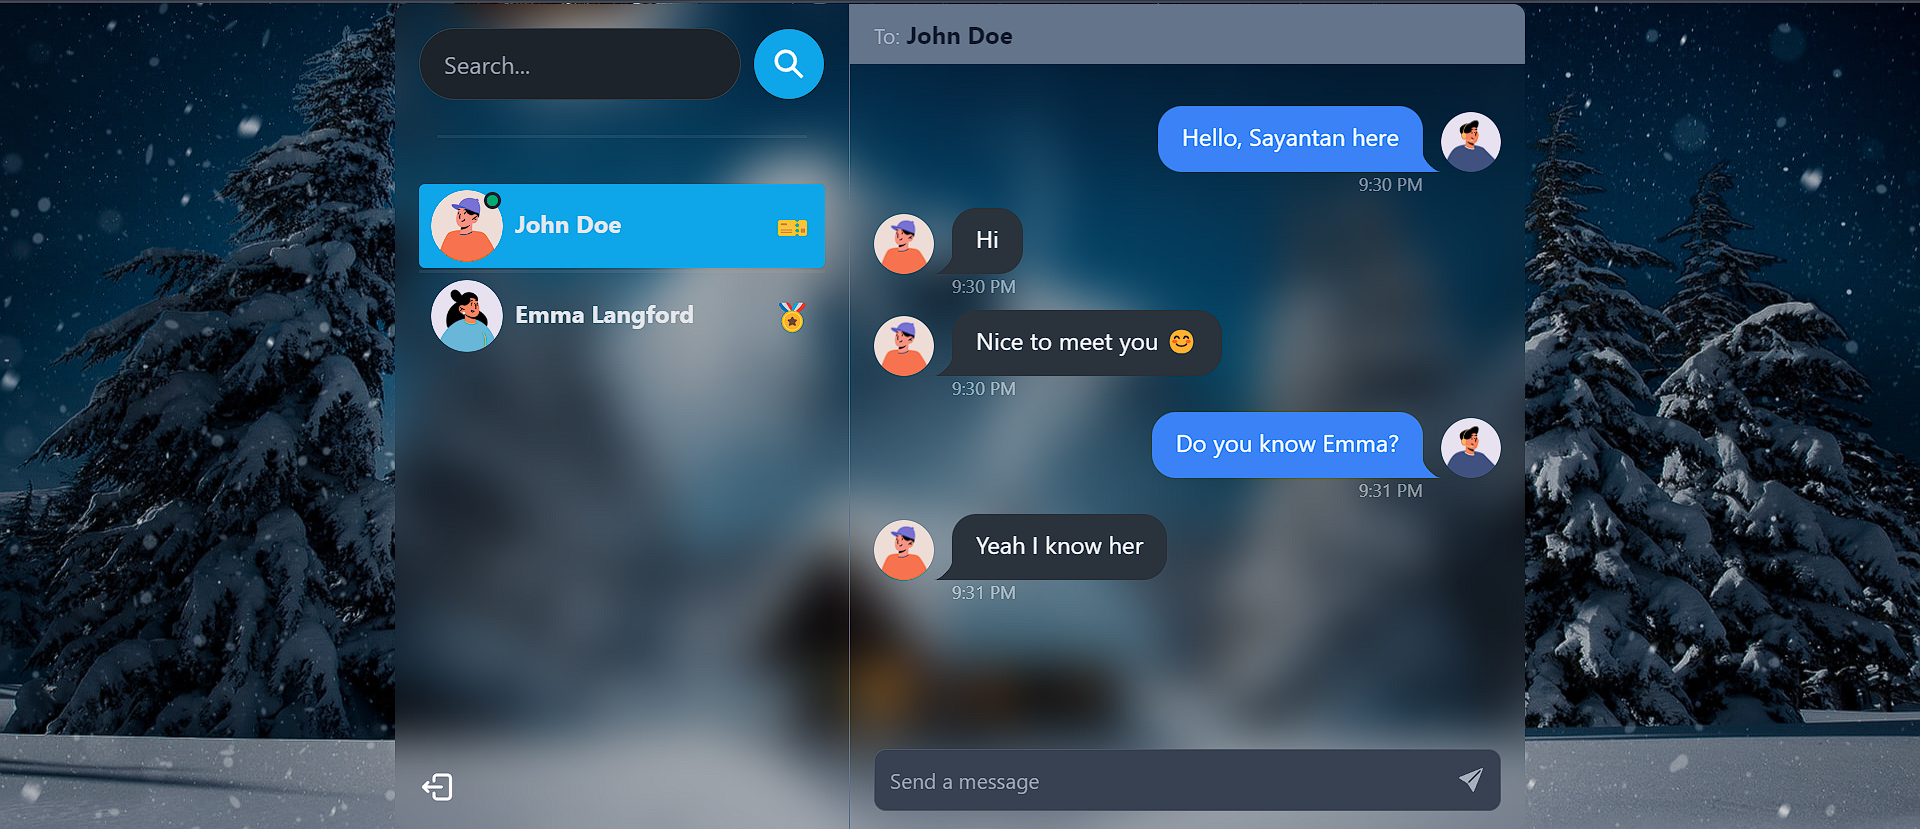 Search...
John Doe
Emma Langford
To: John Doe
Hello, Sayantan here
9:30 PM
Hi
9:30 PM
Nice to meet you 😊
9:30 PM
Do you know Emma?
9:31 PM
Yeah I know her
9:31 PM
Send a message